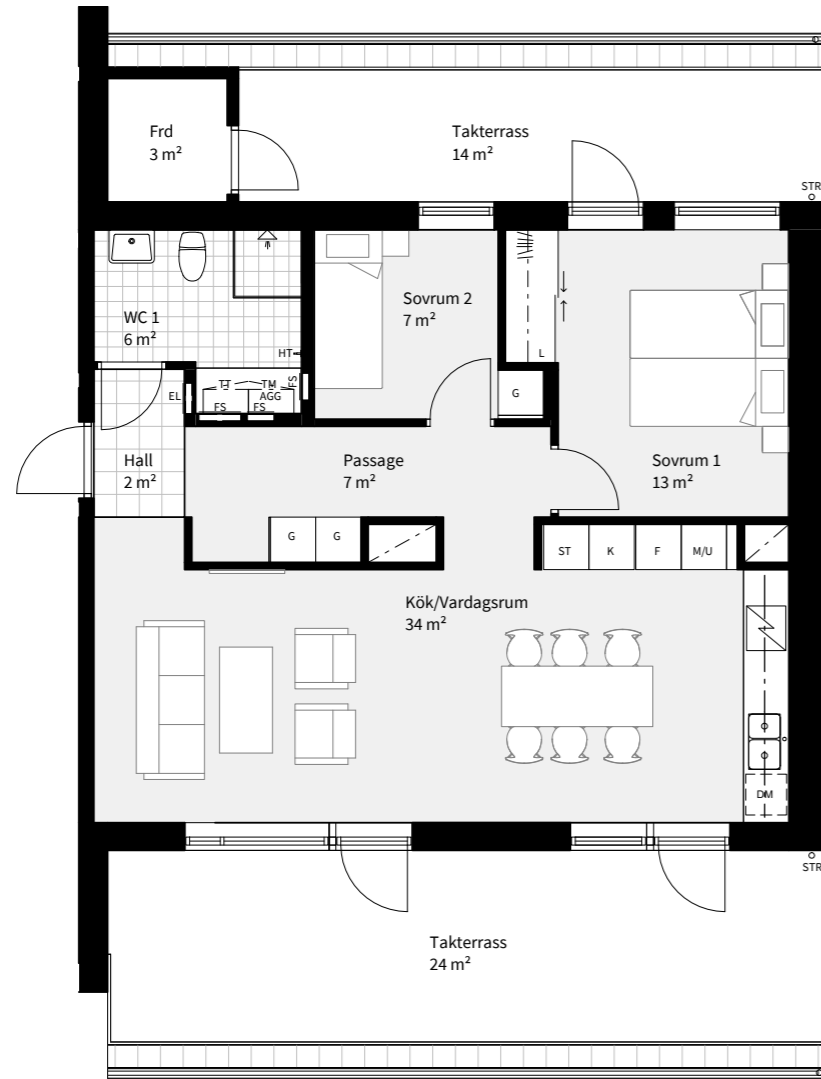 Frd
3 m²
Takterrass
14 m²
STR
WC 1
6 m²
HT
Sovrum 2
7 m²
L
G
TT
TM
AGG
FS
FS
FS
EL
Hall
2 m²
Passage
7 m²
Sovrum 1
13 m²
G
G
ST
K
F
M/U
Kök/Vardagsrum
34 m²
DM
STR
Takterrass
24 m²